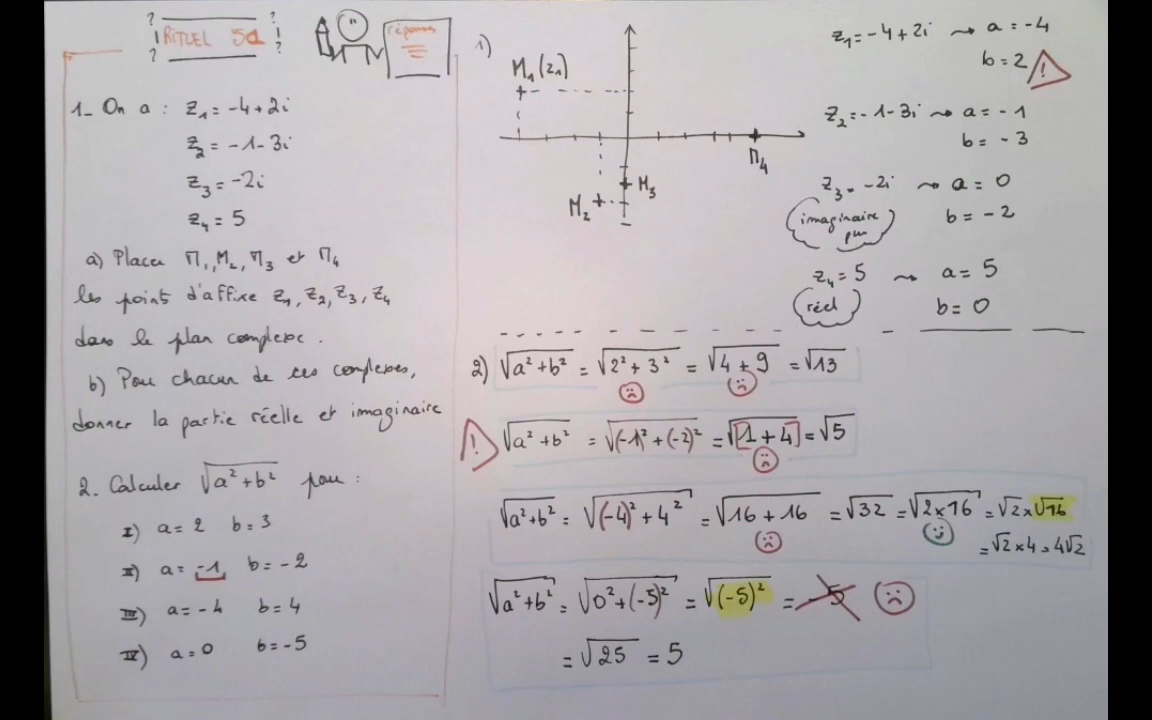 ? RITUEL 5a ?
! !
? ?
réponses
1_ On a : z₁ = -4+2i
z₂ = -1-3i
z₃ = -2i
z₄ = 5
a) Placer M₁, M₂, M₃ et M₄
les points d'affixe z₁, z₂, z₃, z₄
dans le plan complexe.
b) Pour chacun de ces complexes,
donner la partie réelle et imaginaire
2. Calculer √(a²+b²) pour :
I) a = 2 b = 3
II) a = -1 b = -2
III) a = -4 b = 4
IV) a = 0 b = -5
1)
M₁(z₁)
M₄
M₃
M₂
z₁ = -4+2i ⇝ a = -4
b = 2 !
z₂ = -1-3i ⇝ a = -1
b = -3
z₃ = -2i ⇝ a = 0
imaginaire b = -2
pur
z₄ = 5 ⇝ a = 5
réel b = 0
2) √(a²+b²) = √(2²+3²) = √(4+9) = √13
! √(a²+b²) = √((-1)²+(-2)²) = √[1+4] = √5
√(a²+b²) = √((-4)²+4²) = √(16+16) = √32 = √(2×16) = √2×√16
= √2×4 = 4√2
√(a²+b²) = √(0²+(-5)²) = √((-5)²) = -5
= √25 = 5